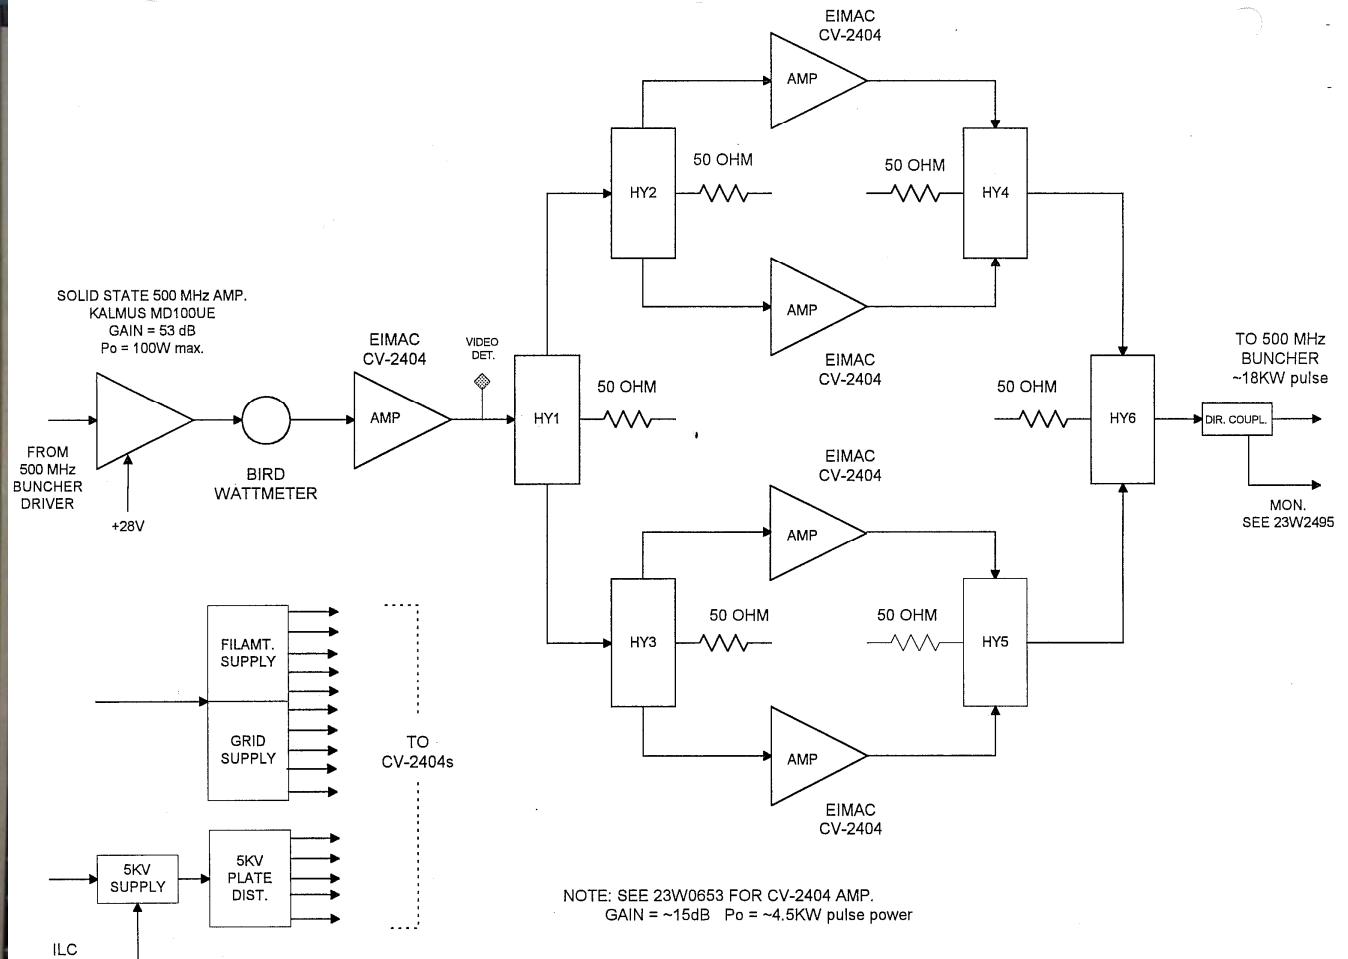 EIMAC
CV-2404
AMP
50 OHM
50 OHM
HY2
HY4
AMP
EIMAC
CV-2404
SOLID STATE 500 MHz AMP.
KALMUS MD100UE
GAIN = 53 dB
Po = 100W max.
EIMAC
CV-2404
VIDEO
DET.
AMP
HY1
50 OHM
50 OHM
HY6
TO 500 MHz
BUNCHER
~18KW pulse
DIR. COUPL.
MON.
SEE 23W2495
FROM
500 MHz
BUNCHER
DRIVER
+28V
BIRD
WATTMETER
EIMAC
CV-2404
AMP
50 OHM
50 OHM
HY3
HY5
AMP
EIMAC
CV-2404
FILAMT.
SUPPLY
GRID
SUPPLY
TO
CV-2404s
5KV
SUPPLY
5KV
PLATE
DIST.
ILC
NOTE: SEE 23W0653 FOR CV-2404 AMP.
GAIN = ~15dB Po = ~4.5KW pulse power